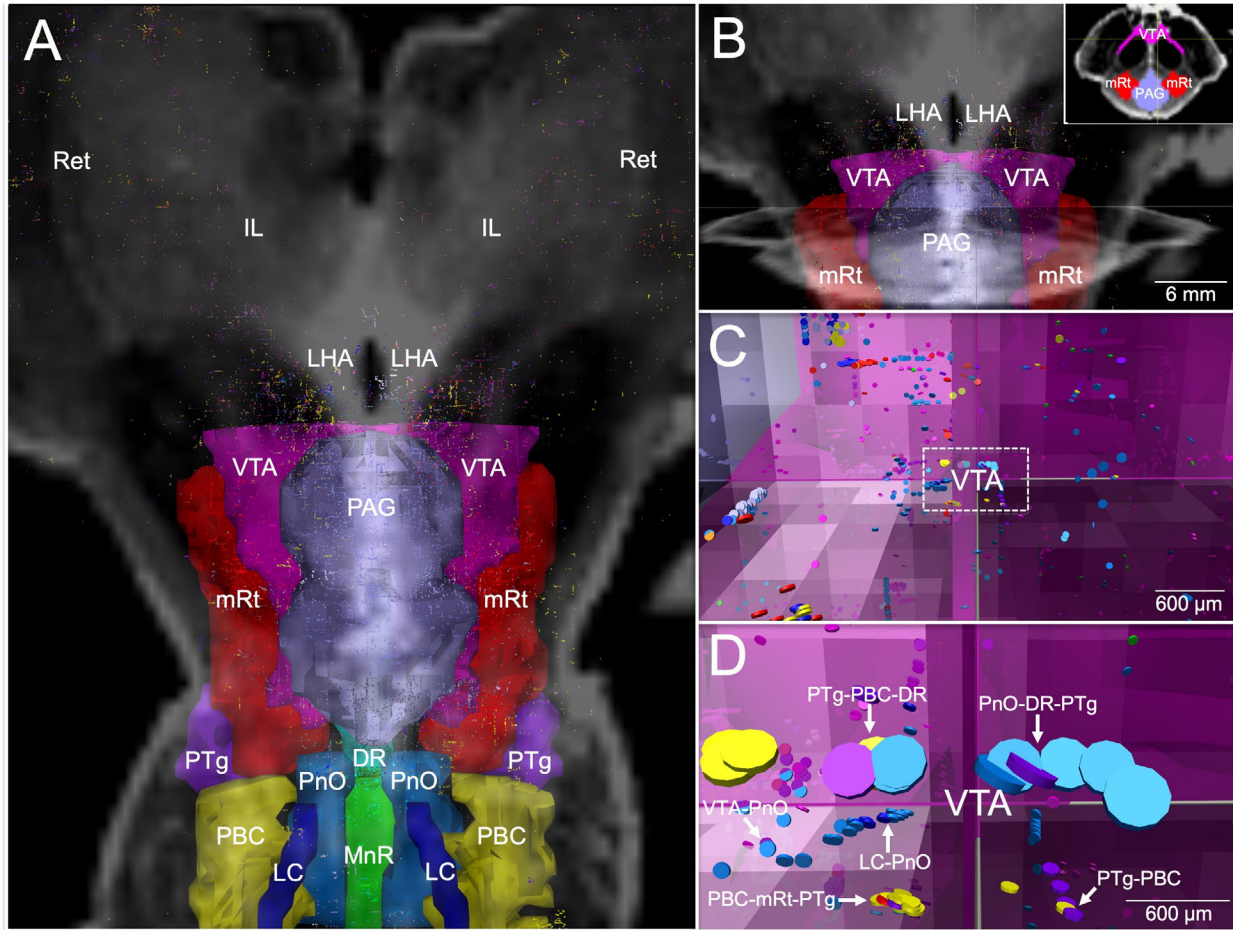 A
Ret
Ret
IL
IL
LHA
LHA
VTA
VTA
PAG
mRt
mRt
PTg
DR
PTg
PnO
PnO
PBC
PBC
MnR
LC
LC
B
VTA
mRt
mRt
PAG
LHA
LHA
VTA
VTA
PAG
mRt
mRt
6 mm
C
VTA
600 µm
D
PTg-PBC-DR
PnO-DR-PTg
VTA
VTA-PnO
LC-PnO
PBC-mRt-PTg
PTg-PBC
600 µm